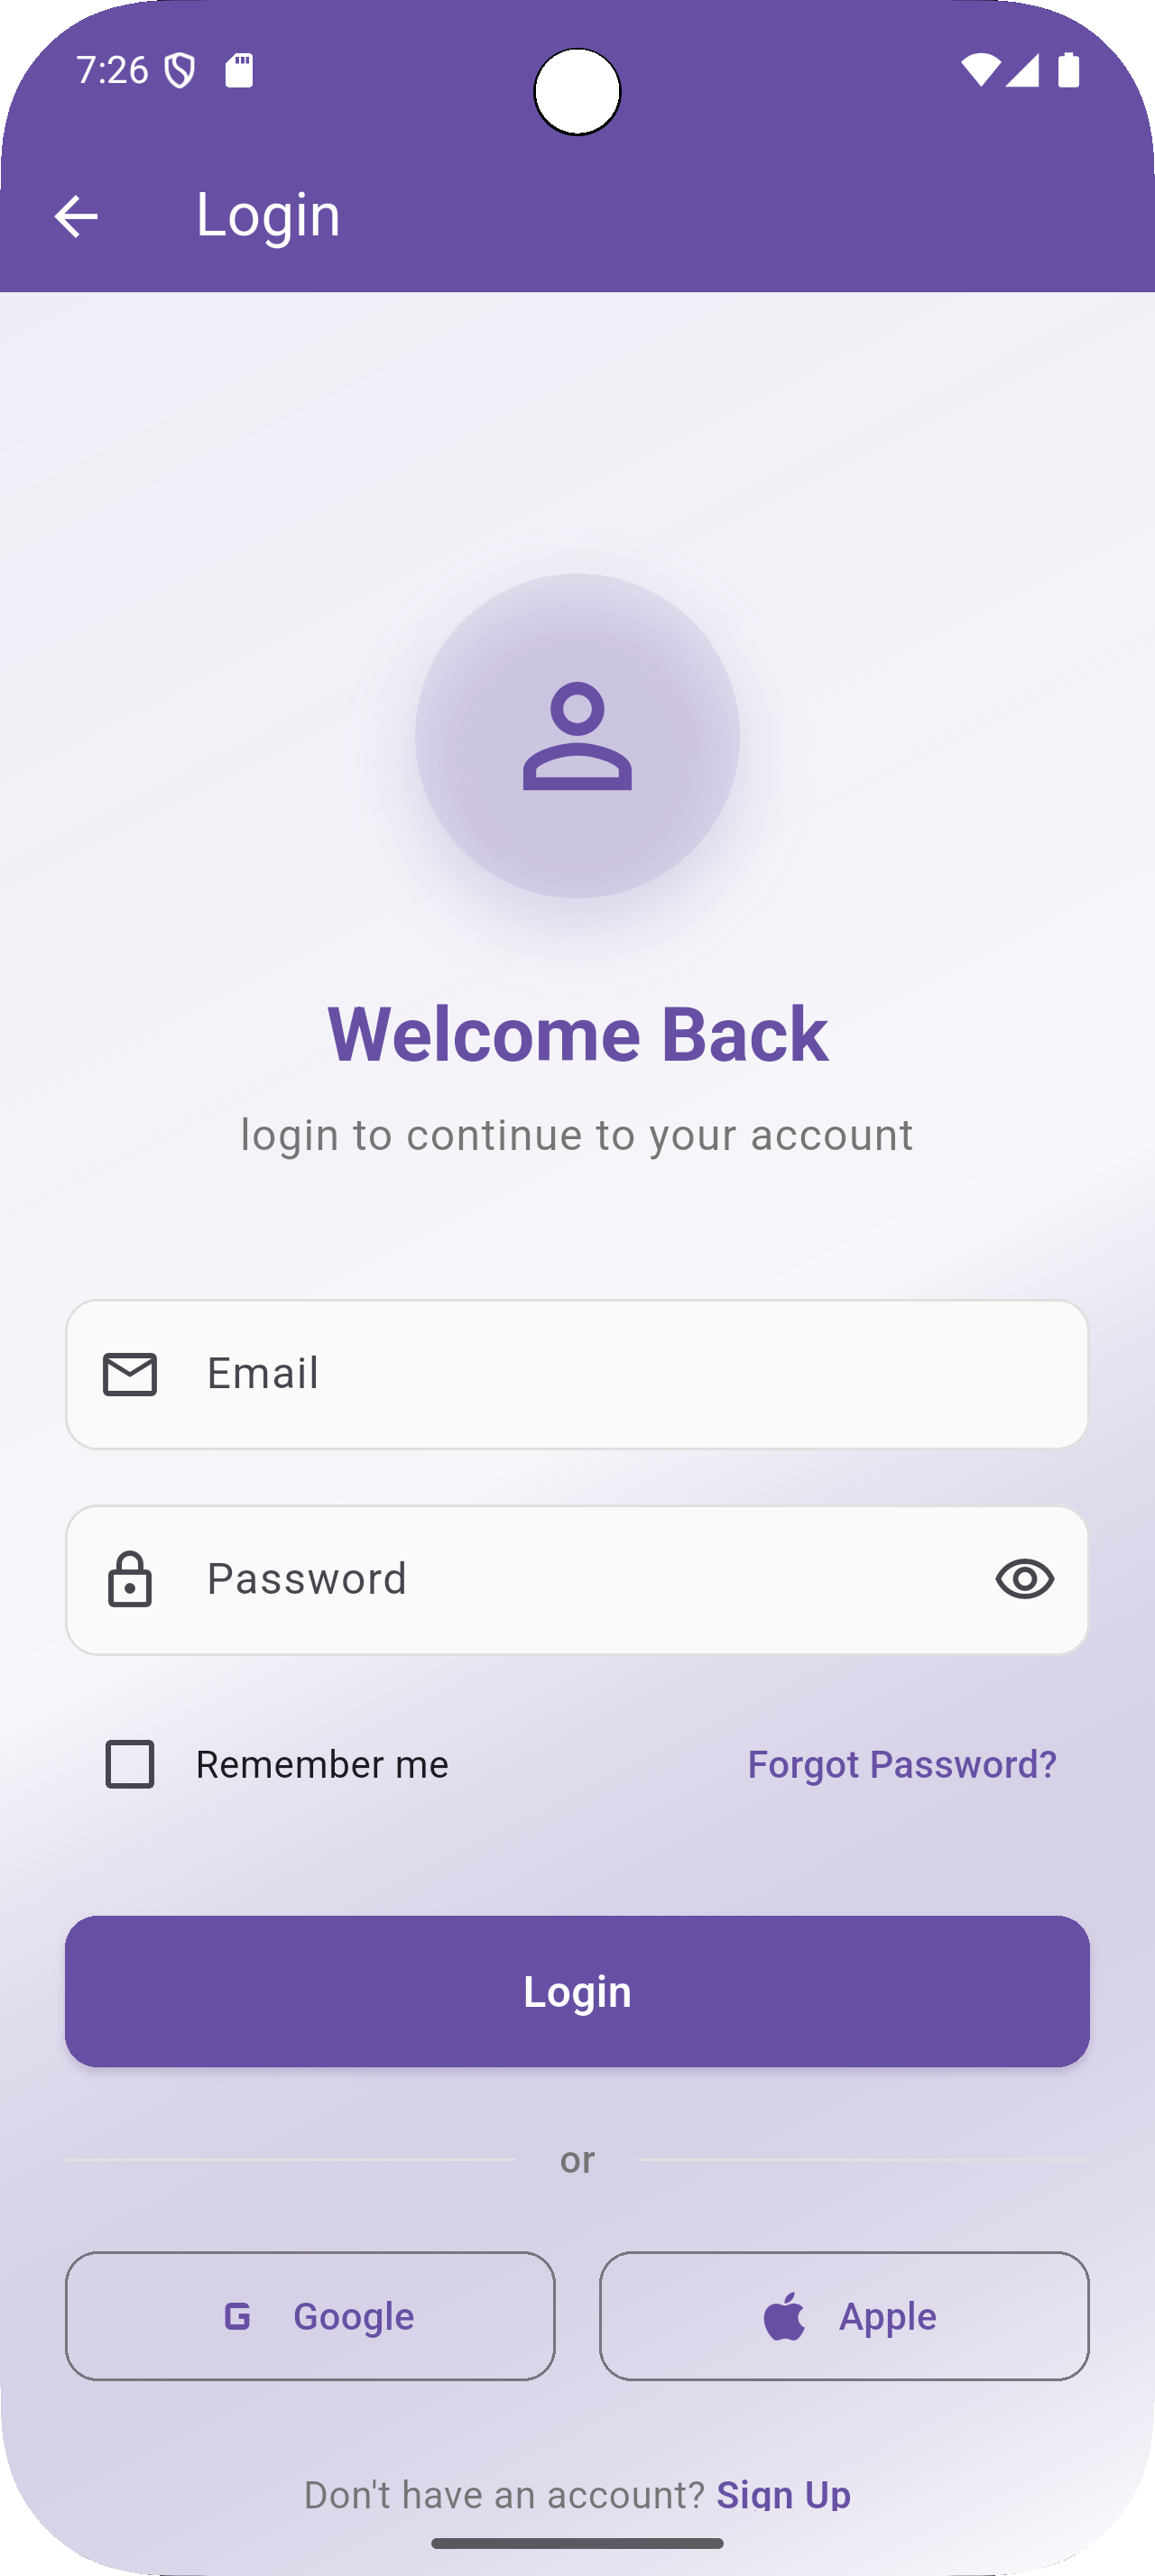 7:26
Login
Welcome Back
login to continue to your account
Email
Password
Remember me Forgot Password?
Login
or
G Google Apple
Don't have an account? Sign Up